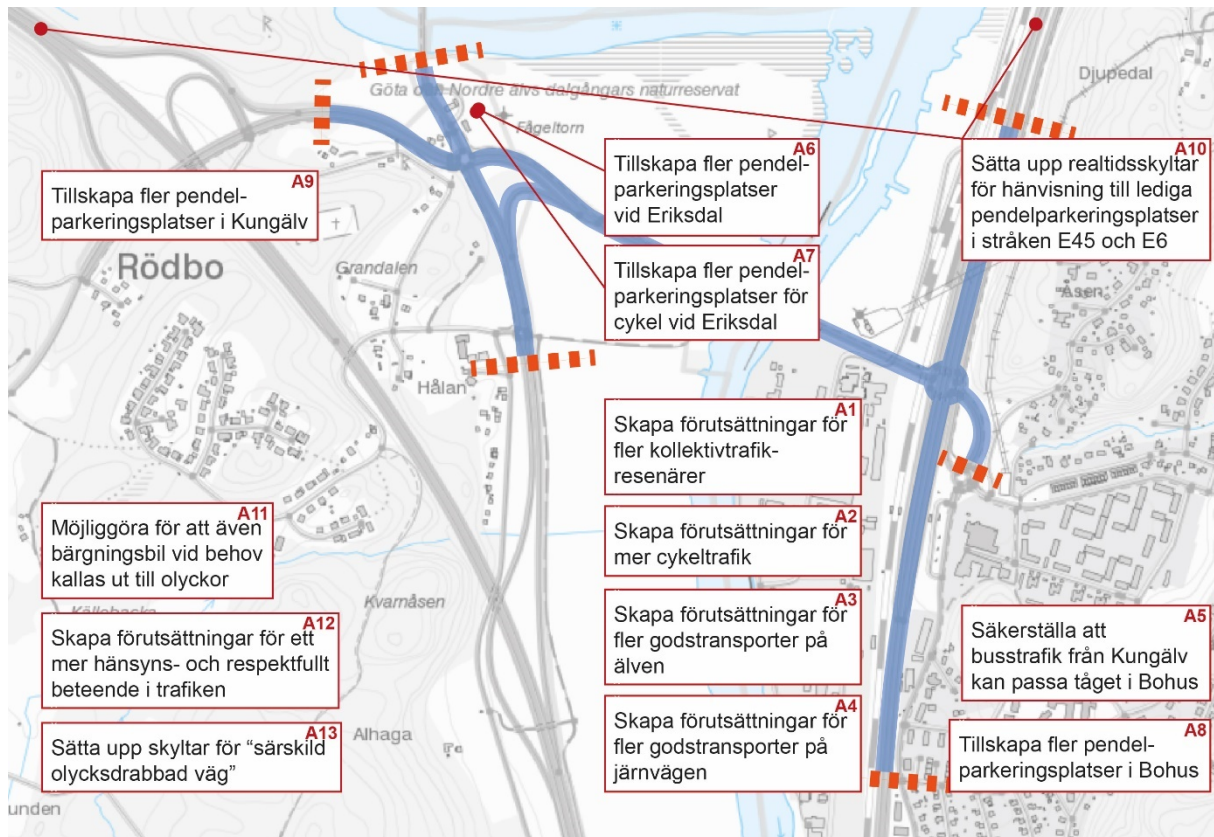 Göta och Nordre älvs dalgångars naturreservat
Fågeltorn
Djupedal
A9
Tillskapa fler pendel-
parkeringsplatser i Kungälv
A6
Tillskapa fler pendel-
parkeringsplatser
vid Eriksdal
A10
Sätta upp realtidsskyltar
för hänvisning till lediga
pendelparkeringsplatser
i stråken E45 och E6
A7
Tillskapa fler pendel-
parkeringsplatser för
cykel vid Eriksdal
Rödbo
Grandalen
Åsen
Hålan
A1
Skapa förutsättningar för
fler kollektivtrafik-
resenärer
A2
Skapa förutsättningar för
mer cykeltrafik
A3
Skapa förutsättningar för
fler godstransporter på
älven
A4
Skapa förutsättningar för
fler godstransporter på
järnvägen
A11
Möjliggöra för att även
bärgningsbil vid behov
kallas ut till olyckor
Kvarnåsen
A12
Skapa förutsättningar för ett
mer hänsyns- och respektfullt
beteende i trafiken
A13
Sätta upp skyltar för “särskild
olycksdrabbad väg”
Alhaga
A5
Säkerställa att
busstrafik från Kungälv
kan passa tåget i Bohus
A8
Tillskapa fler pendel-
parkeringsplatser i Bohus
unden